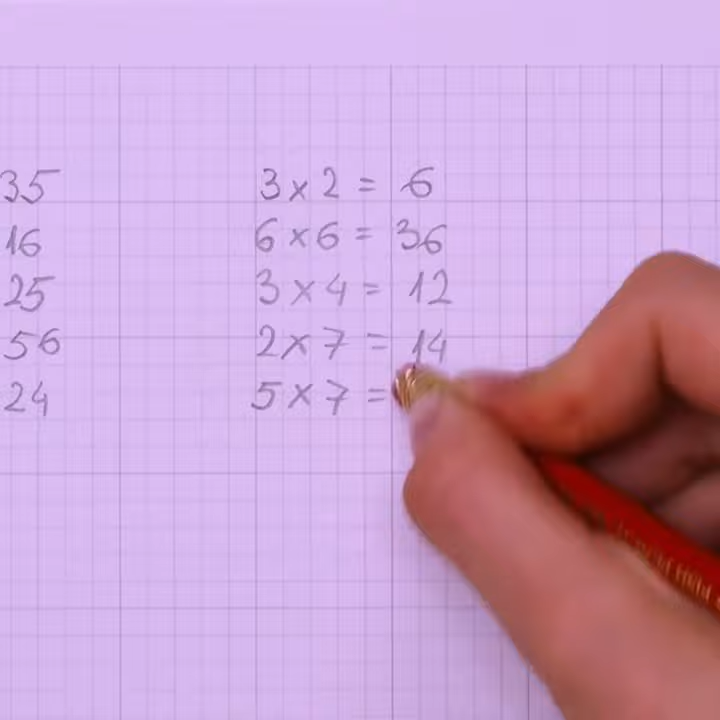 35 3 x 2 = 6
16 6 x 6 = 36
25 3 x 4 = 12
56 2 x 7 = 14
24 5 x 7 =